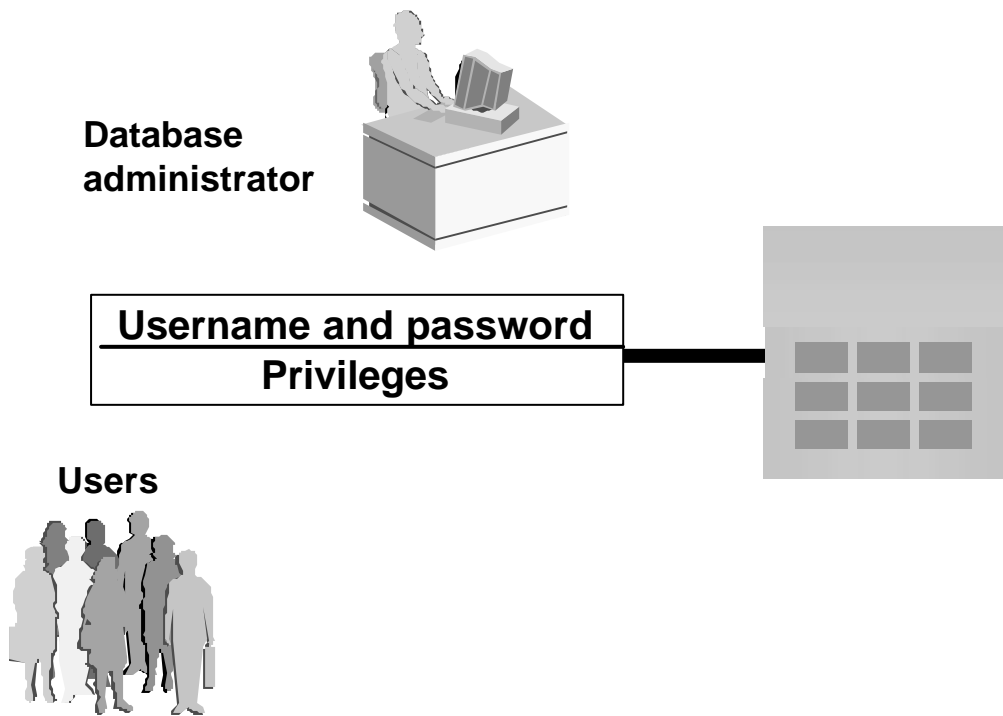 Database
administrator
Username and password
Privileges
Users